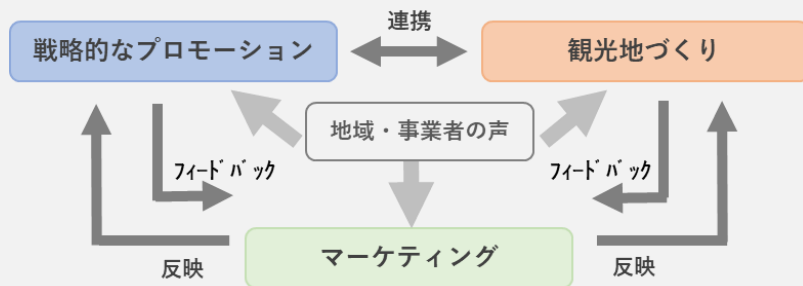 連携
戦略的なプロモーション
観光地づくり
地域・事業者の声
ﾌｨｰﾄﾞﾊﾞｯｸ
ﾌｨｰﾄﾞﾊﾞｯｸ
マーケティング
反映
反映